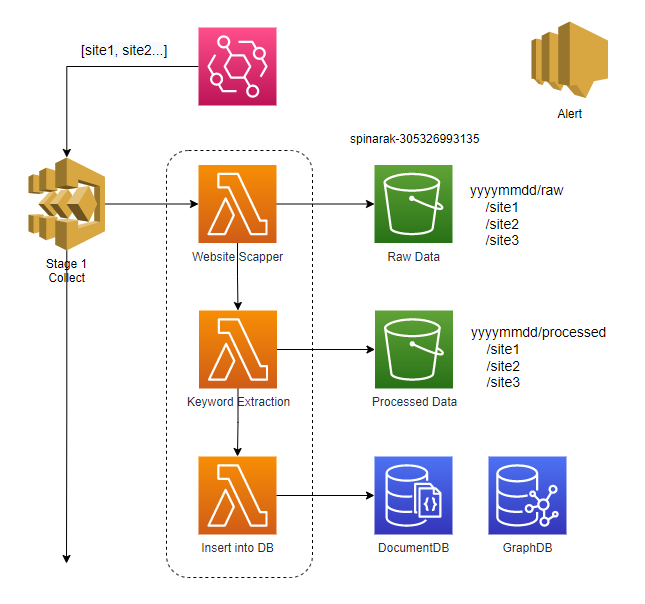 [site1, site2...]
Alert
spinarak-305326993135
yyyymmdd/raw
/site1
/site2
/site3
Stage 1
Collect
Website Scapper
Raw Data
yyyymmdd/processed
/site1
/site2
/site3
Keyword Extraction
Processed Data
Insert into DB
DocumentDB
GraphDB